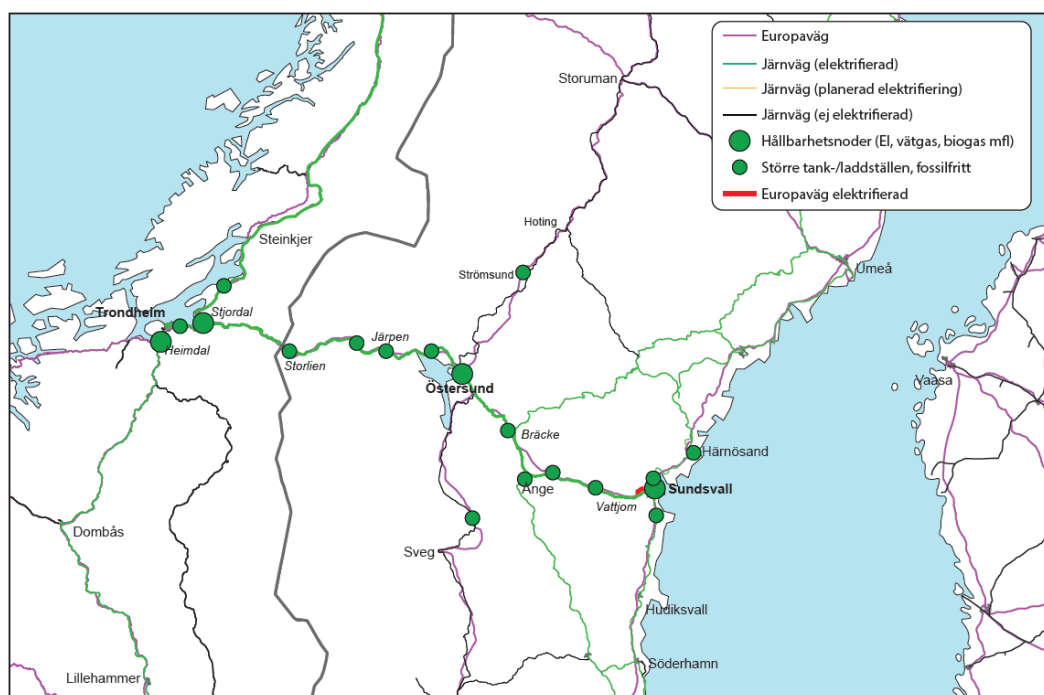 Europaväg
Järnväg (elektrifierad)
Järnväg (planerad elektrifiering)
Järnväg (ej elektrifierad)
Hållbarhetsnoder (El, vätgas, biogas mfl)
Större tank-/laddställen, fossilfritt
Europaväg elektrifierad
Storuman
Hoting
Steinkjer
Umeå
Strömsund
Trondheim
Stjordal
Järpen
Heimdal
Storlien
Vaasa
Östersund
Bräcke
Härnösand
Ånge
Sundsvall
Vattjom
Dombås
Sveg
Hudiksvall
Söderhamn
Lillehammer